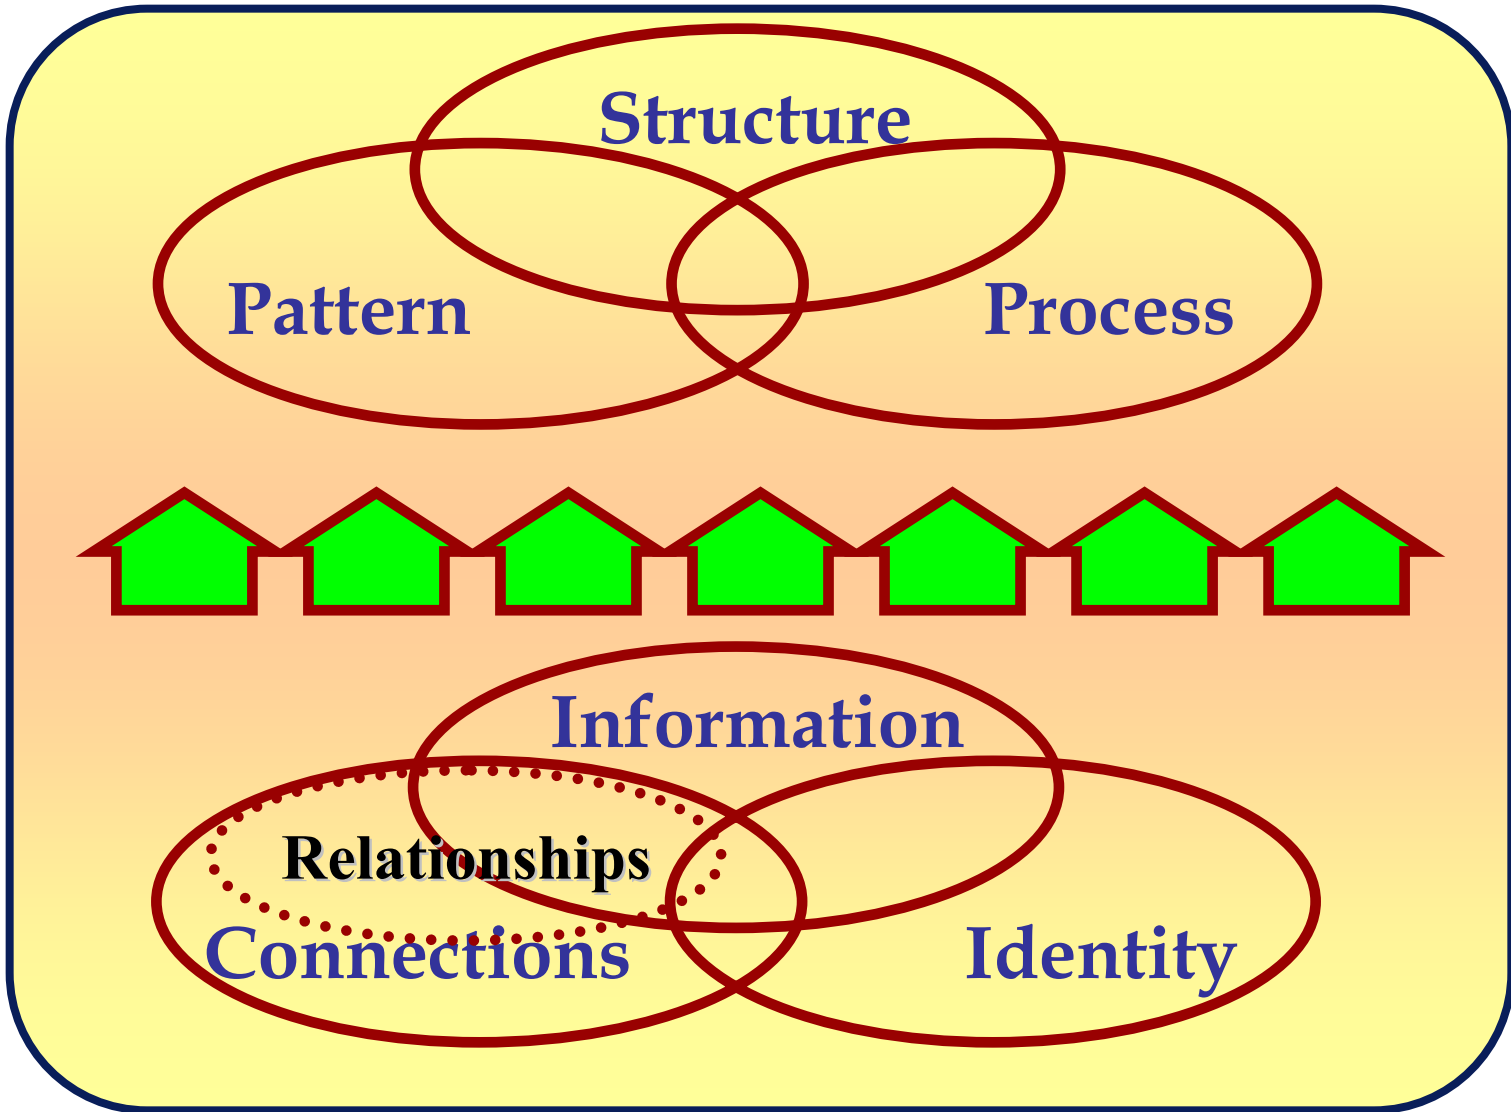 Structure
Pattern
Process
Information
Relationships
Connections
Identity